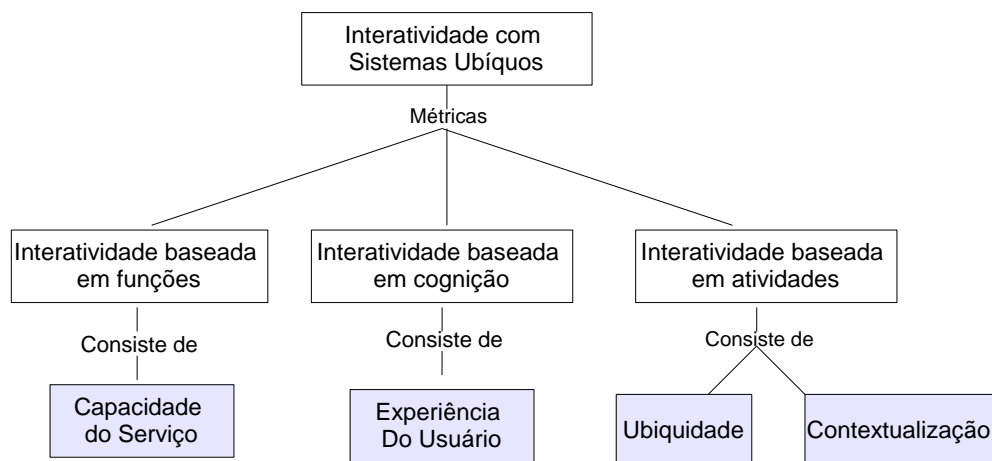 Interatividade com
Sistemas Ubíquos
Métricas
Interatividade baseada
em funções
Interatividade baseada
em cognição
Interatividade baseada
em atividades
Consiste de
Consiste de
Consiste de
Capacidade
do Serviço
Experiência
Do Usuário
Ubiquidade
Contextualização